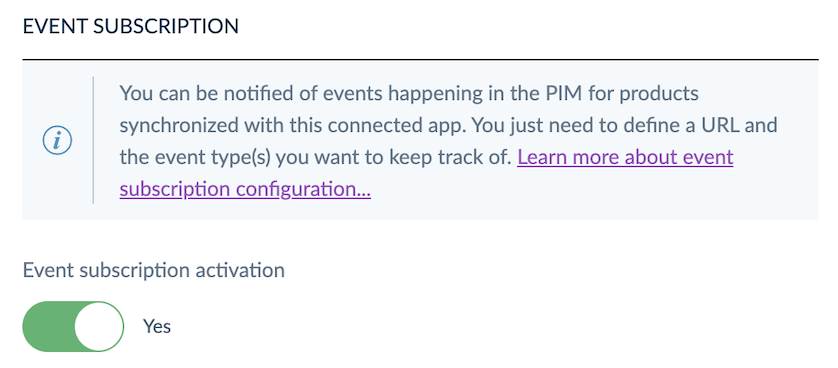 EVENT SUBSCRIPTION
You can be notified of events happening in the PIM for products
synchronized with this connected app. You just need to define a URL and
the event type(s) you want to keep track of. Learn more about event
subscription configuration...
Event subscription activation
Yes